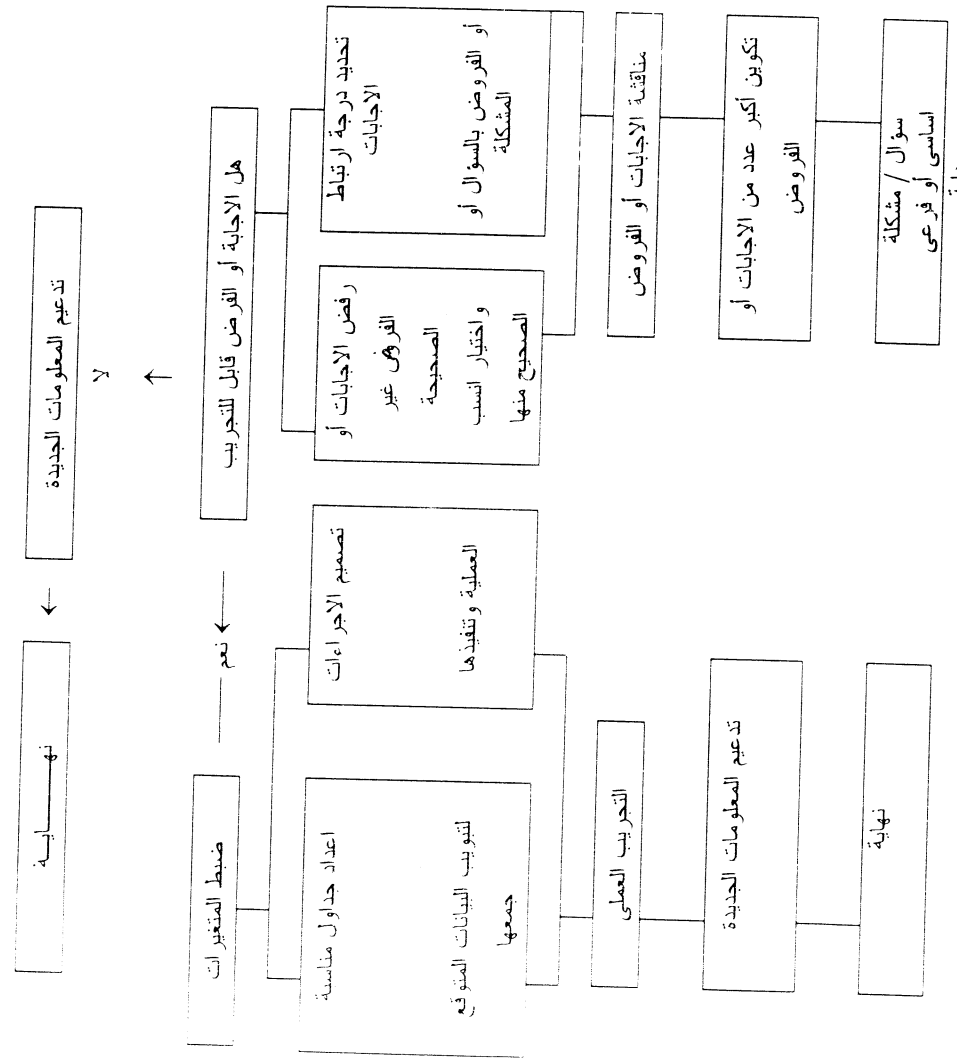 تدعيم المعلومات الجديدة
نهـــايـــة
لا
هل الاجابة أو الفرض قابل للتجريب
نعم
ضبط المتغيرات
تحديد درجة ارتباط
الاجابات
أو الفروض بالسؤال أو
المشكلة
رفض الاجابات أو
الفروض غير
الصحيحة
واختيار انسب
الصحيح منها
تصميم الاجراءات
العملية وتنفيذها
اعداد جداول مناسبة
لتبويب البيانات المتوقع
جمعها
مناقشة الاجابات أو الفروض
التجريب العملى
تكوين أكبر عدد من الاجابات أو
الفروض
تدعيم المعلومات الجديدة
سؤال / مشكلة
اساسى أو فرعى
نهاية